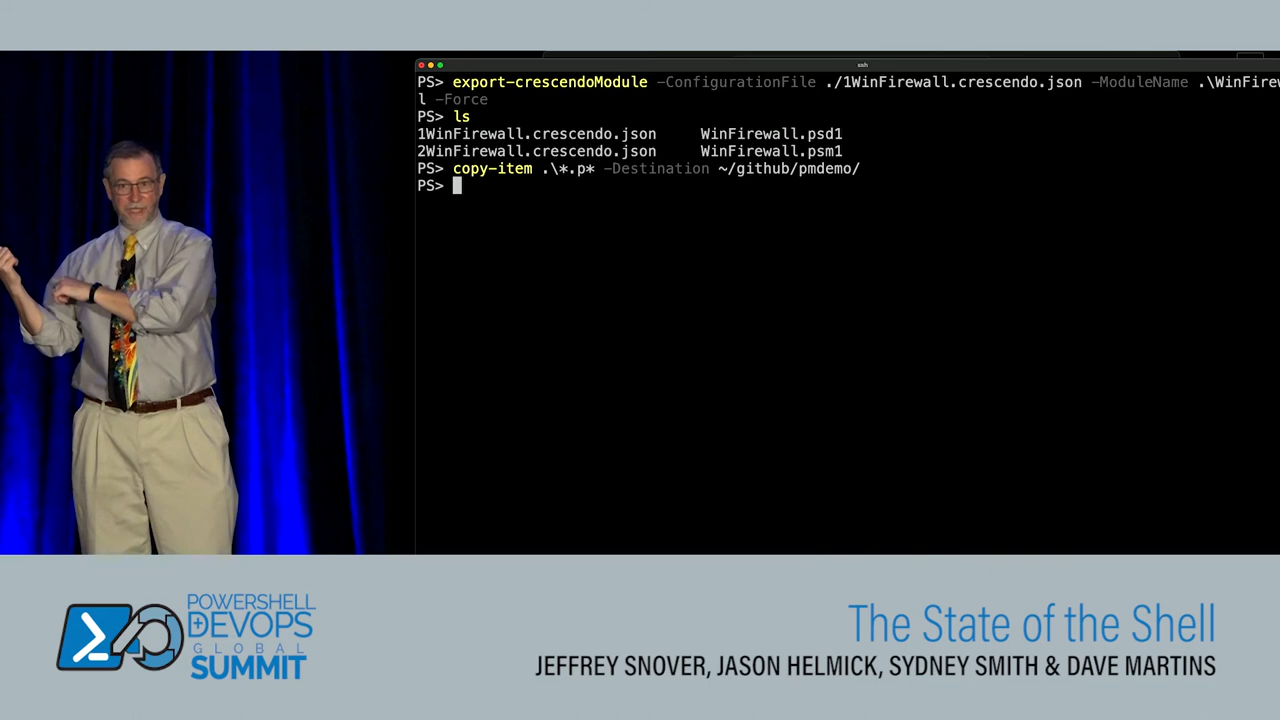 ssh
PS> export-crescendoModule -ConfigurationFile ./1WinFirewall.crescendo.json -ModuleName .\WinFirew
l -Force
PS> ls
1WinFirewall.crescendo.json WinFirewall.psd1
2WinFirewall.crescendo.json WinFirewall.psm1
PS> copy-item .\*.p* -Destination ~/github/pmdemo/
PS>
POWERSHELL
+DEVOPS
GLOBAL
SUMMIT
The State of the Shell
JEFFREY SNOVER, JASON HELMICK, SYDNEY SMITH & DAVE MARTINS